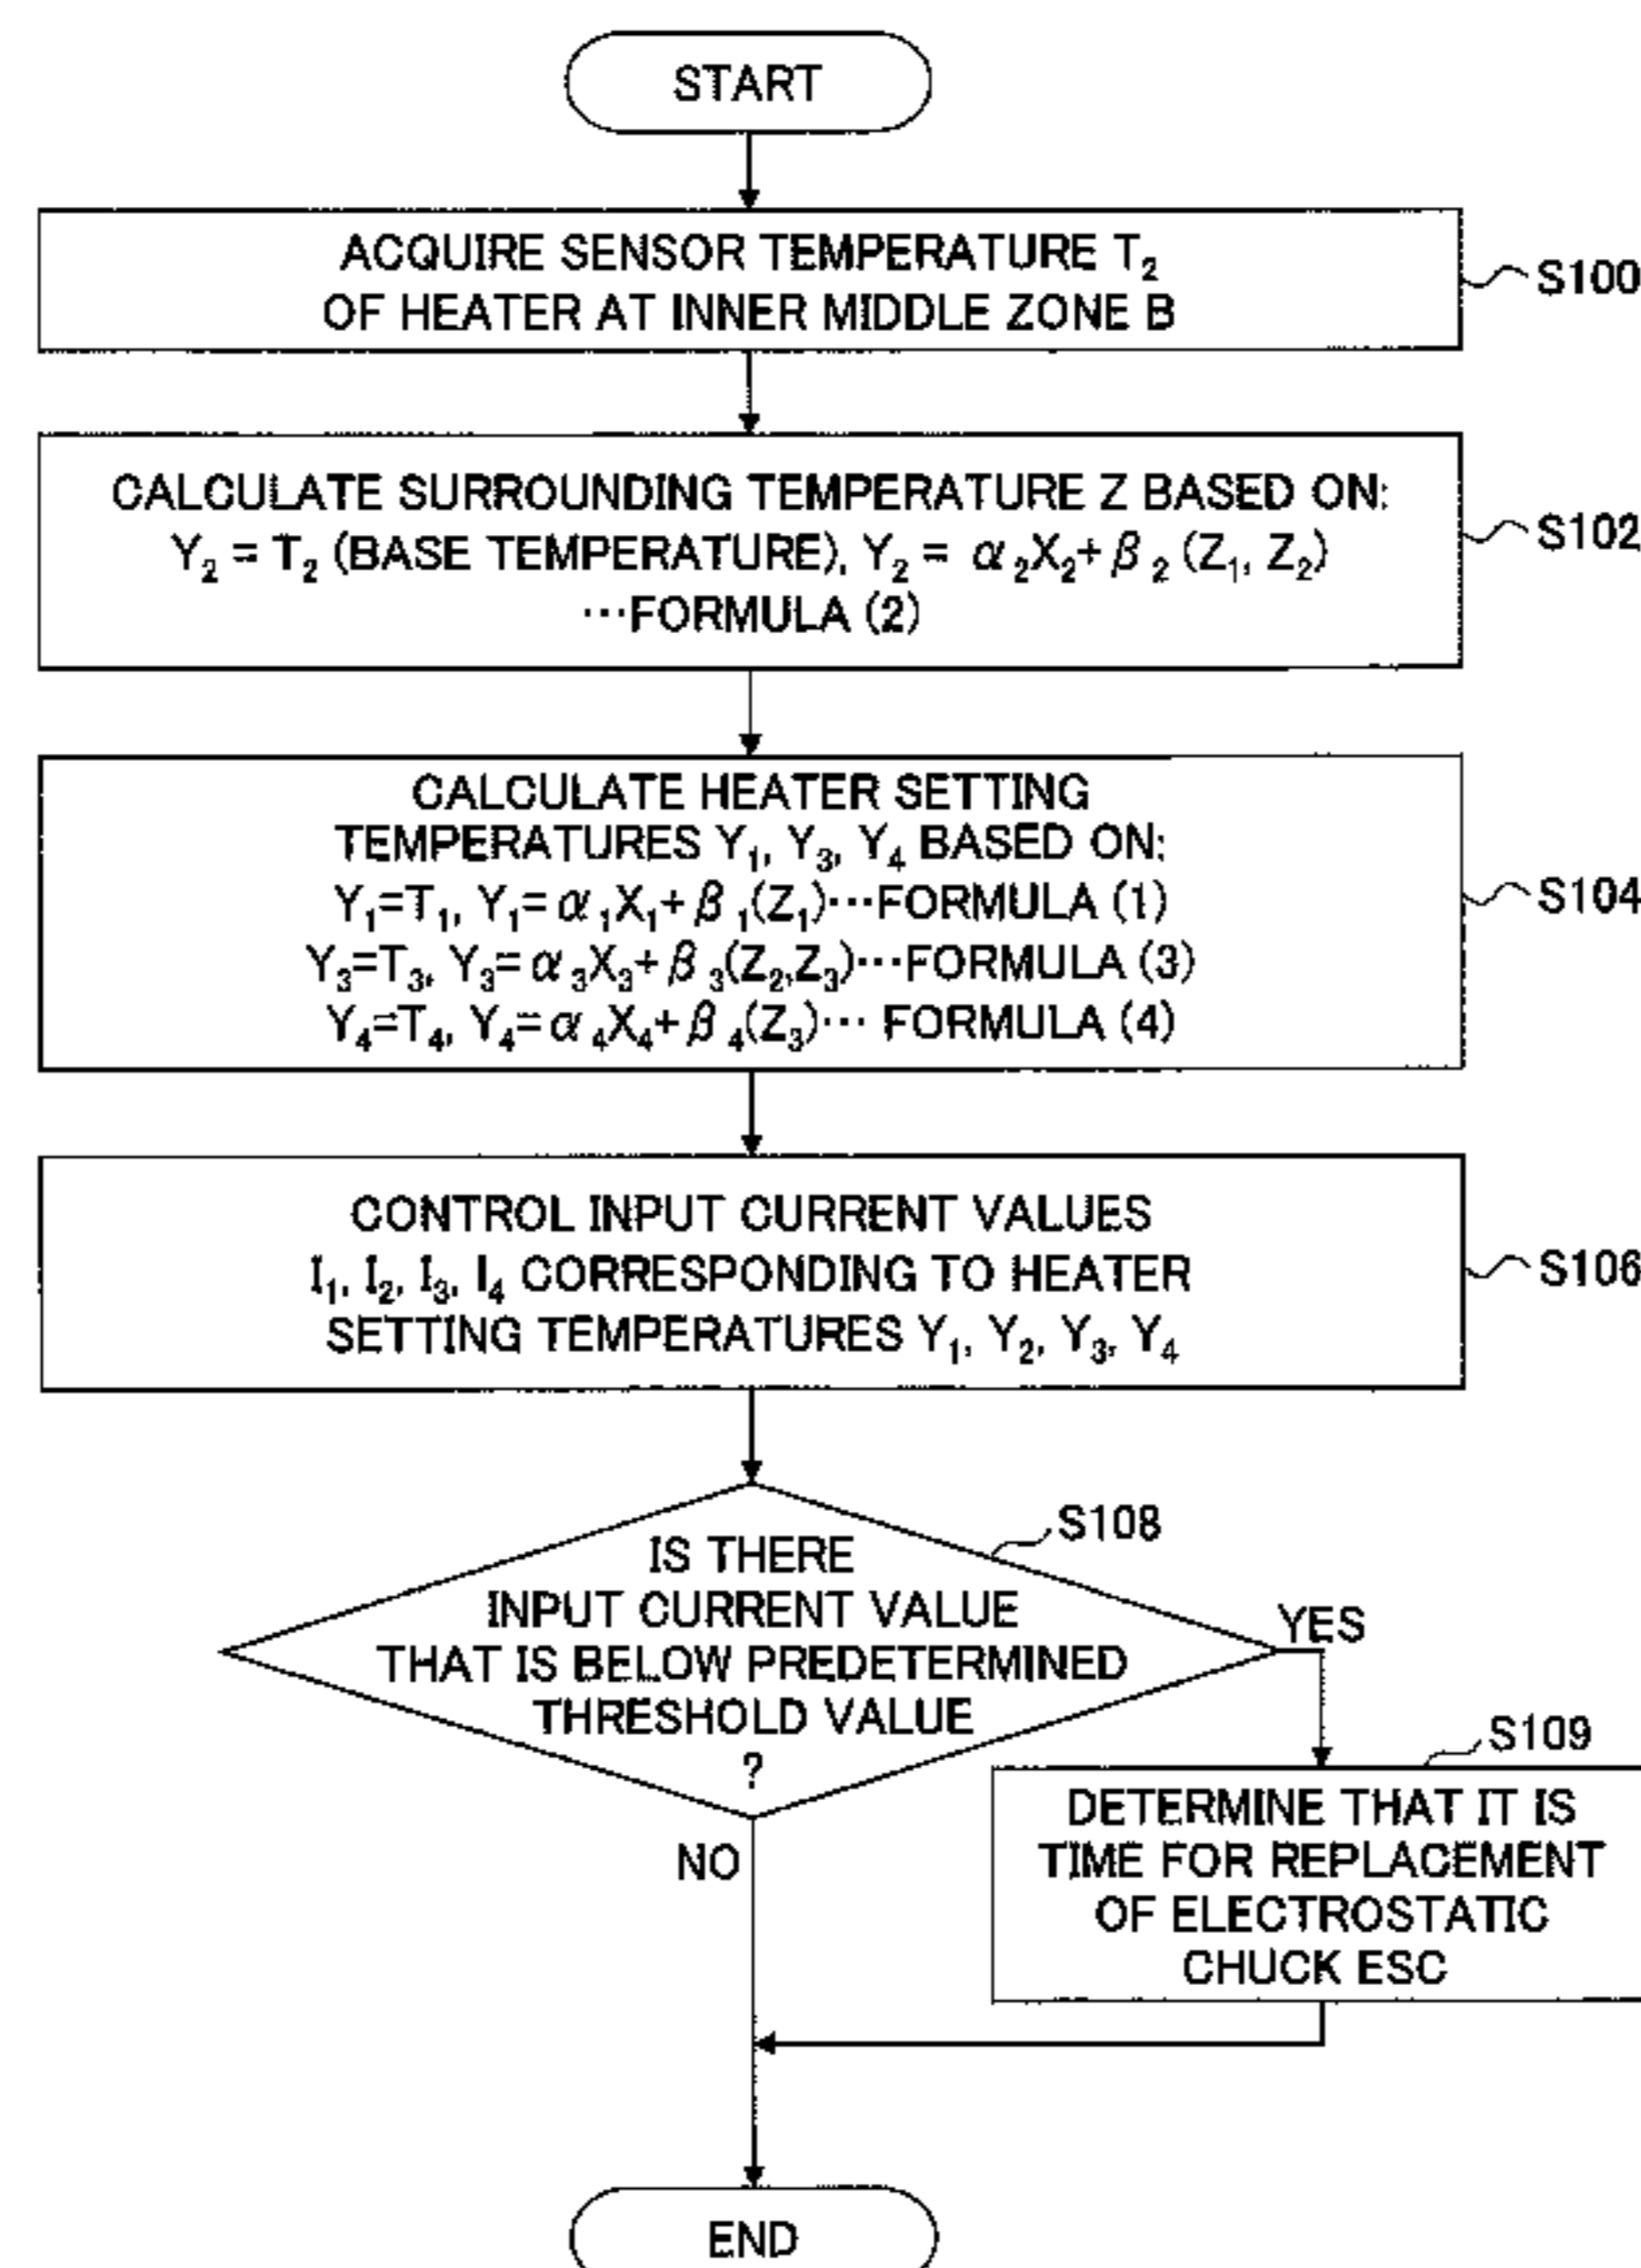 START
ACQUIRE SENSOR TEMPERATURE T₂
OF HEATER AT INNER MIDDLE ZONE B
S100
CALCULATE SURROUNDING TEMPERATURE Z BASED ON:
Y₂ = T₂ (BASE TEMPERATURE), Y₂ = α₂X₂+β₂ (Z₁, Z₂)
···FORMULA (2)
S102
CALCULATE HEATER SETTING
TEMPERATURES Y₁, Y₃, Y₄ BASED ON:
Y₁=T₁, Y₁=α₁X₁+β₁(Z₁)···FORMULA (1)
Y₃=T₃, Y₃=α₃X₃+β₃(Z₂,Z₃)···FORMULA (3)
Y₄=T₄, Y₄=α₄X₄+β₄(Z₃)··· FORMULA (4)
S104
CONTROL INPUT CURRENT VALUES
I₁, I₂, I₃, I₄ CORRESPONDING TO HEATER
SETTING TEMPERATURES Y₁, Y₂, Y₃, Y₄
S106
S108
IS THERE
INPUT CURRENT VALUE
THAT IS BELOW PREDETERMINED
THRESHOLD VALUE
?
YES
NO
S109
DETERMINE THAT IT IS
TIME FOR REPLACEMENT
OF ELECTROSTATIC
CHUCK ESC
END